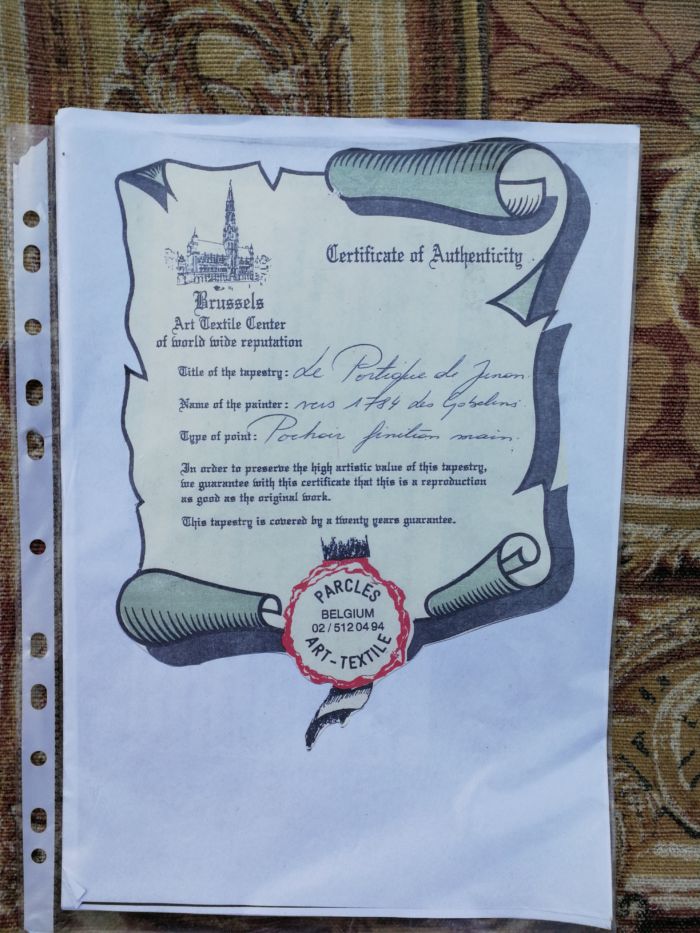 Certificate of Authenticity
Brussels
Art Textile Center
of world wide reputation
Title of the tapestry: Le Portique de Junon
Name of the painter: vers 1784 des Gobelins
Type of point: Pochoir finition main.
In order to preserve the high artistic value of this tapestry,
we guarantee with this certificate that this is a reproduction
as good as the original work.
This tapestry is covered by a twenty years guarantee.
PARCLES
BELGIUM
02/512 04 94
ART-TEXTILE